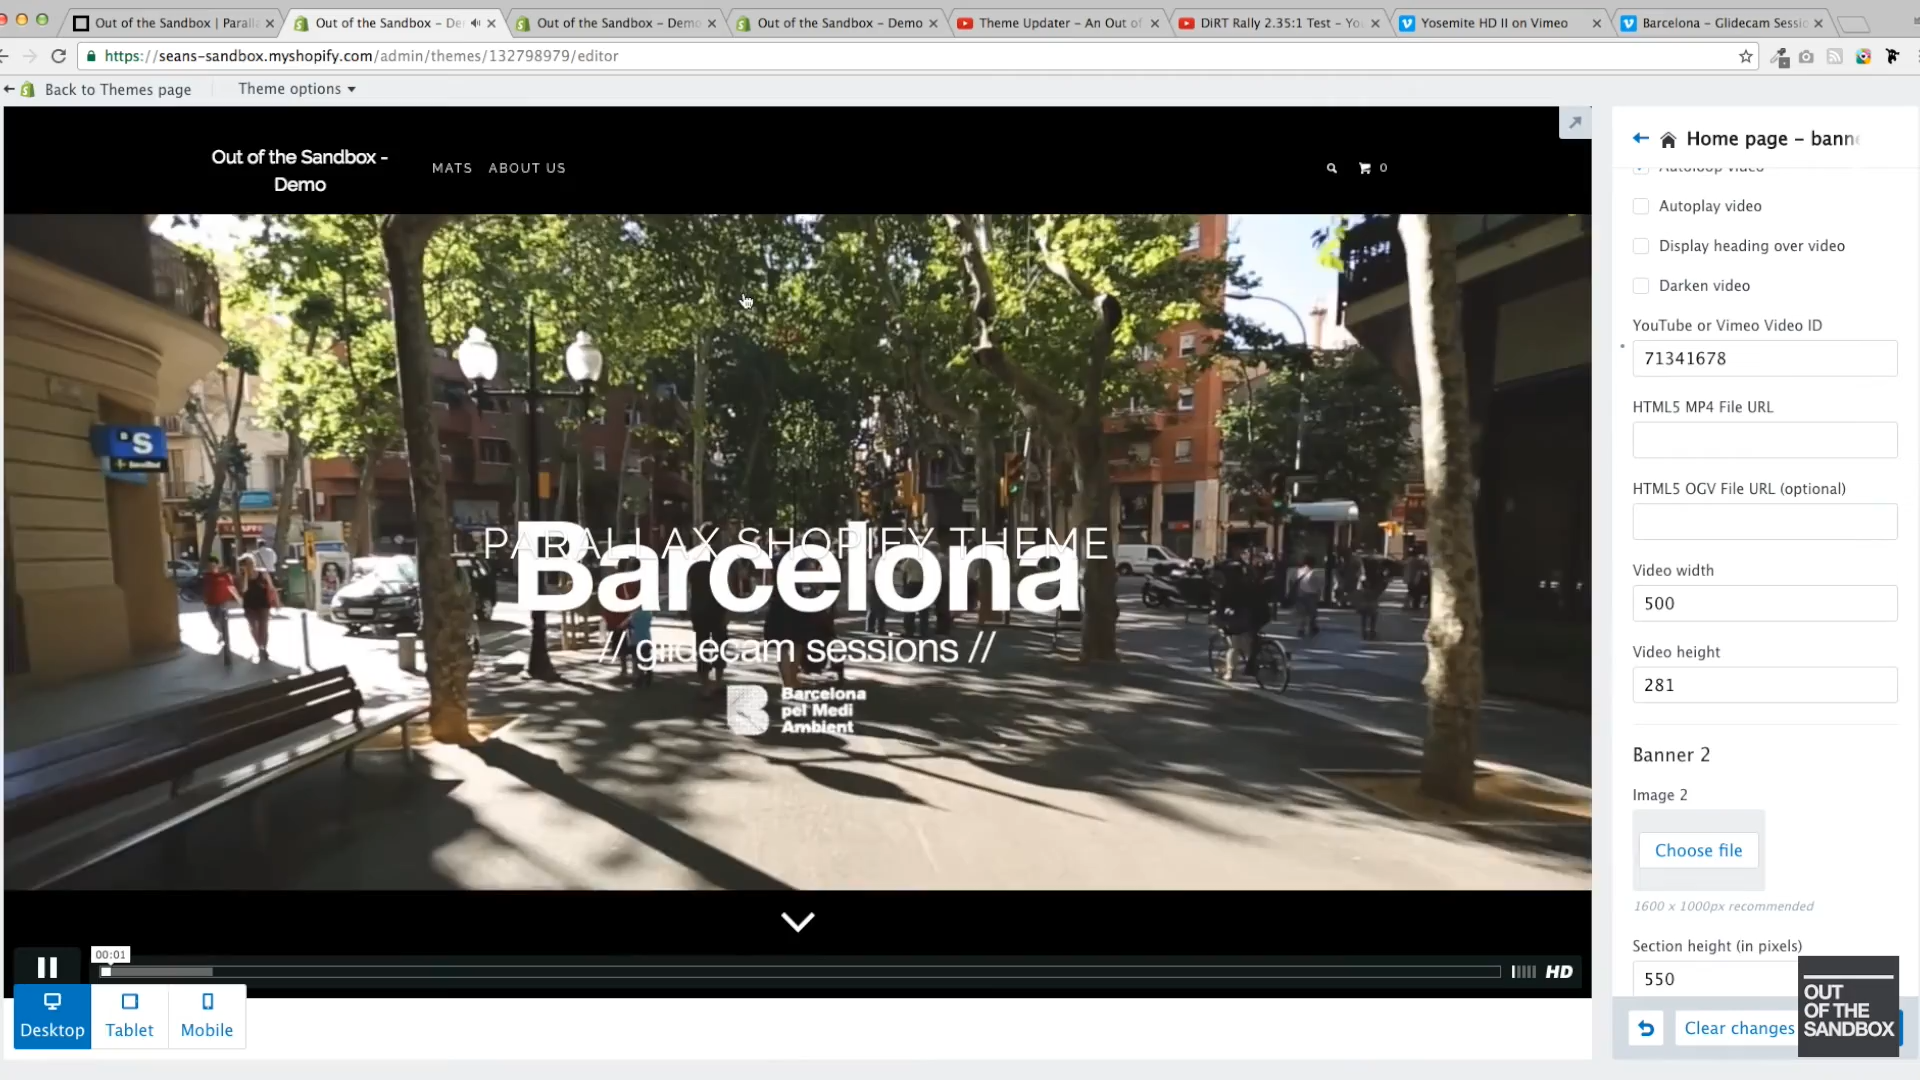 Out of the Sandbox | Paral
Out of the Sandbox – De
Out of the Sandbox – Demo
Out of the Sandbox – Demo
Theme Updater – An Out of
DiRT Rally 2.35:1 Test – Yo
Yosemite HD II on Vimeo
Barcelona – Glidecam Sessio
https://seans-sandbox.myshopify.com/admin/themes/132798979/editor
Back to Themes page
Theme options
Out of the Sandbox -
Demo
MATS
ABOUT US
0
S
PARALLAX SHOPIFY THEME
Barcelona
// glidecam sessions //
Barcelona
pel Medi
Ambient
00:01
HD
Desktop
Tablet
Mobile
Home page – bann
Autoloop video
Autoplay video
Display heading over video
Darken video
YouTube or Vimeo Video ID
71341678
HTML5 MP4 File URL
HTML5 OGV File URL (optional)
Video width
500
Video height
281
Banner 2
Image 2
Choose file
1600 x 1000px recommended
Section height (in pixels)
550
Clear changes
OUT
OF THE
SANDBOX